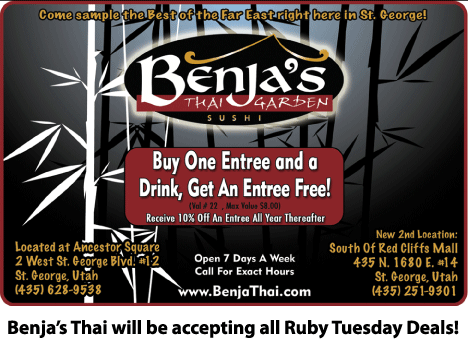 Come sample the Best of the Far East right here in St. George!
Benja's
THAI GARDEN
SUSHI
Buy One Entree and a
Drink, Get An Entree Free!
(Val # 22 , Max Value $8.00)
Receive 10% Off An Entree All Year Thereafter
Located at Ancestor Square
2 West St. George Blvd. #12
St. George, Utah
(435) 628-9538
Open 7 Days A Week
Call For Exact Hours
www.BenjaThai.com
New 2nd Location:
South Of Red Cliffs Mall
435 N. 1680 E. #14
St. George, Utah
(435) 251-9301
Benja's Thai will be accepting all Ruby Tuesday Deals!